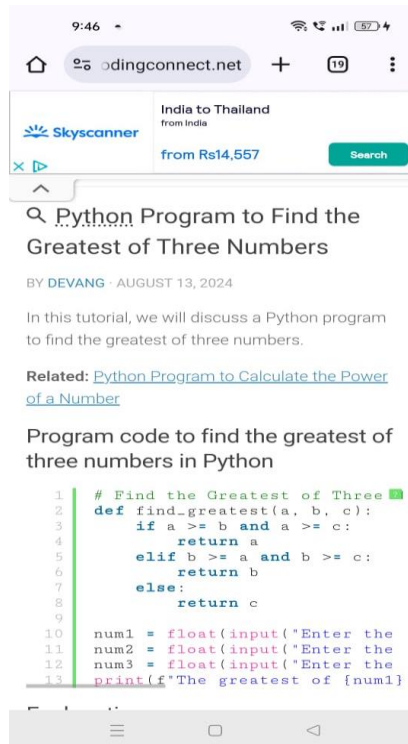 9:46
57
odingconnect.net
19
India to Thailand
from India
Skyscanner
from Rs14,557
Search
Python Program to Find the
Greatest of Three Numbers
BY DEVANG · AUGUST 13, 2024
In this tutorial, we will discuss a Python program
to find the greatest of three numbers.
Related: Python Program to Calculate the Power
of a Number
Program code to find the greatest of
three numbers in Python
1 # Find the Greatest of Three
2 def find_greatest(a, b, c):
3     if a >= b and a >= c:
4         return a
5     elif b >= a and b >= c:
6         return b
7     else:
8         return c
9
10 num1 = float(input("Enter the
11 num2 = float(input("Enter the
12 num3 = float(input("Enter the
13 print(f"The greatest of {num1}